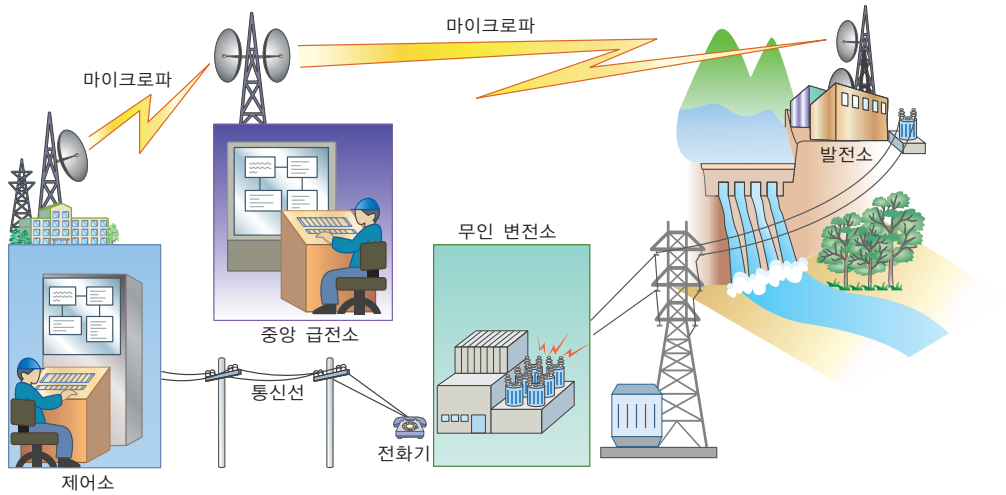 마이크로파
마이크로파
발전소
무인 변전소
중앙 급전소
통신선
전화기
제어소